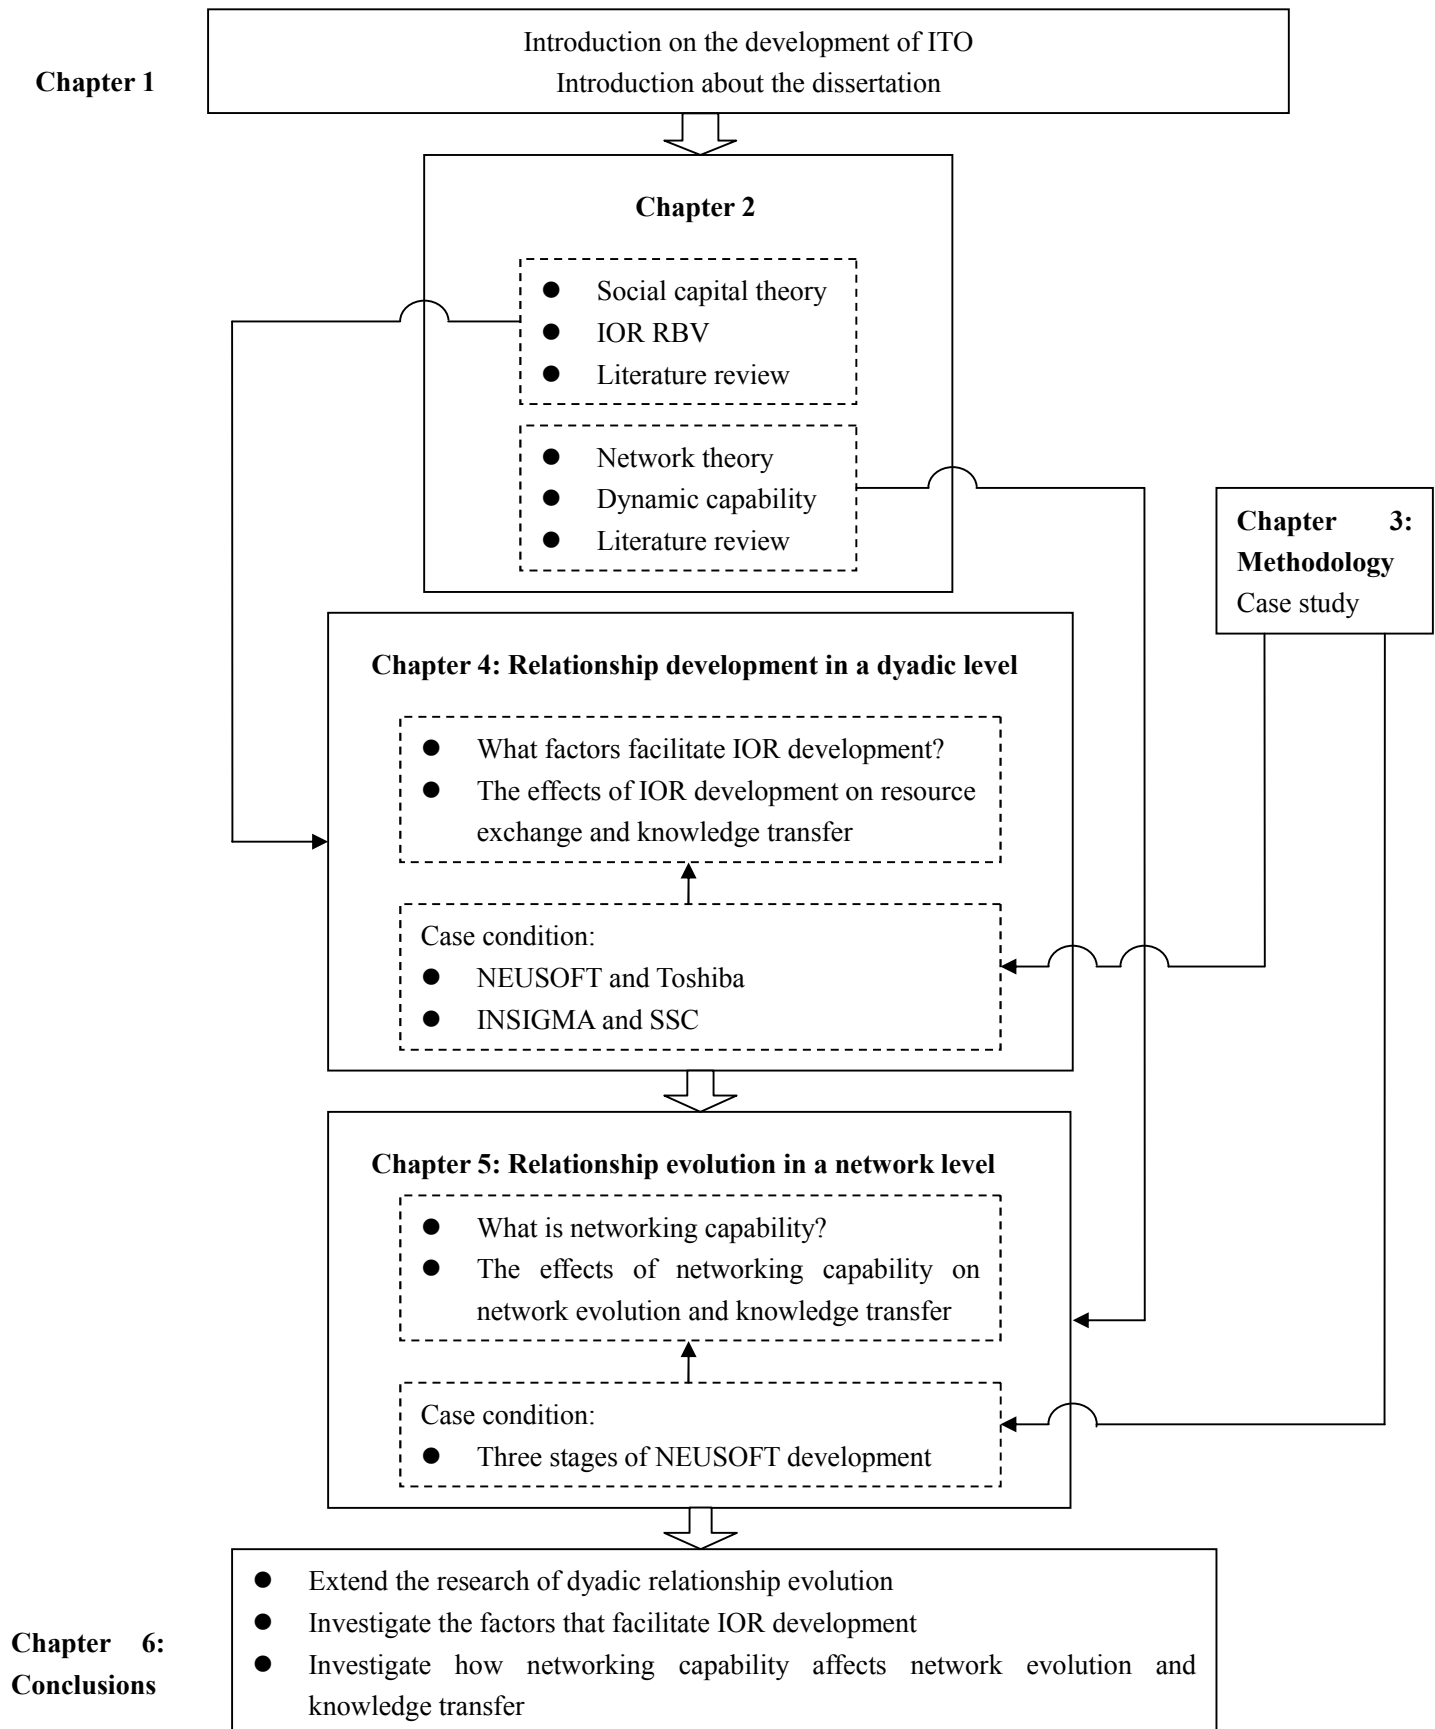 Introduction on the development of ITO
Introduction about the dissertation
Chapter 1
Chapter 2
● Social capital theory
● IOR RBV
● Literature review
● Network theory
● Dynamic capability
● Literature review
Chapter 3:
Methodology
Case study
Chapter 4: Relationship development in a dyadic level
● What factors facilitate IOR development?
● The effects of IOR development on resource
exchange and knowledge transfer
Case condition:
● NEUSOFT and Toshiba
● INSIGMA and SSC
Chapter 5: Relationship evolution in a network level
● What is networking capability?
● The effects of networking capability on
network evolution and knowledge transfer
Case condition:
● Three stages of NEUSOFT development
Chapter 6:
Conclusions
● Extend the research of dyadic relationship evolution
● Investigate the factors that facilitate IOR development
● Investigate how networking capability affects network evolution and
knowledge transfer